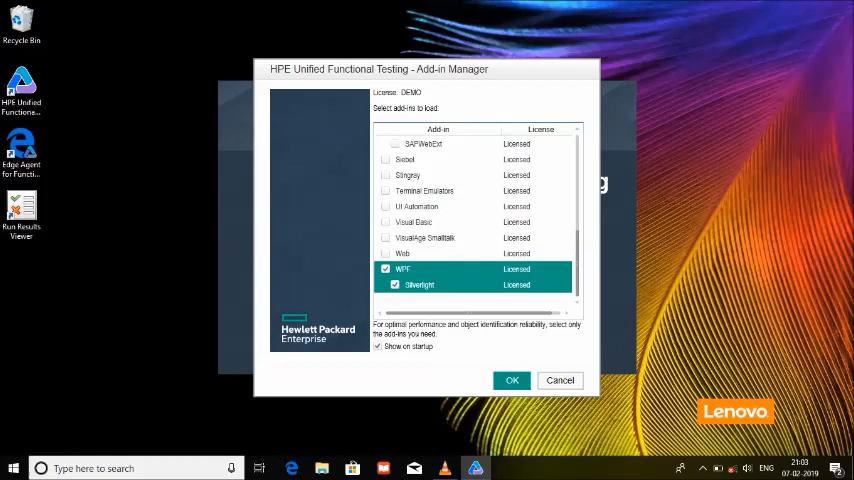 Recycle Bin
HPE Unified
Functiona...
Edge Agent
for Functi...
Run Results
Viewer
HPE Unified Functional Testing - Add-in Manager
License: DEMO
Select add-ins to load:
Add-in License
SAPWebExt Licensed
Siebel Licensed
Stingray Licensed
Terminal Emulators Licensed
UI Automation Licensed
Visual Basic Licensed
VisualAge Smalltalk Licensed
Web Licensed
WPF Licensed
Silverlight Licensed
For optimal performance and object identification reliability, select only
the add-ins you need.
Show on startup
Hewlett Packard
Enterprise
OK Cancel
g
Lenovo
Type here to search
ENG
21:03
07-02-2019
2